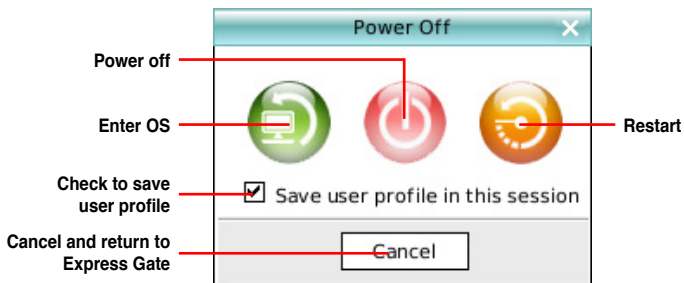 Power Off
Power off
Enter OS
Restart
Check to save
user profile
Save user profile in this session
Cancel and return to
Express Gate
Cancel